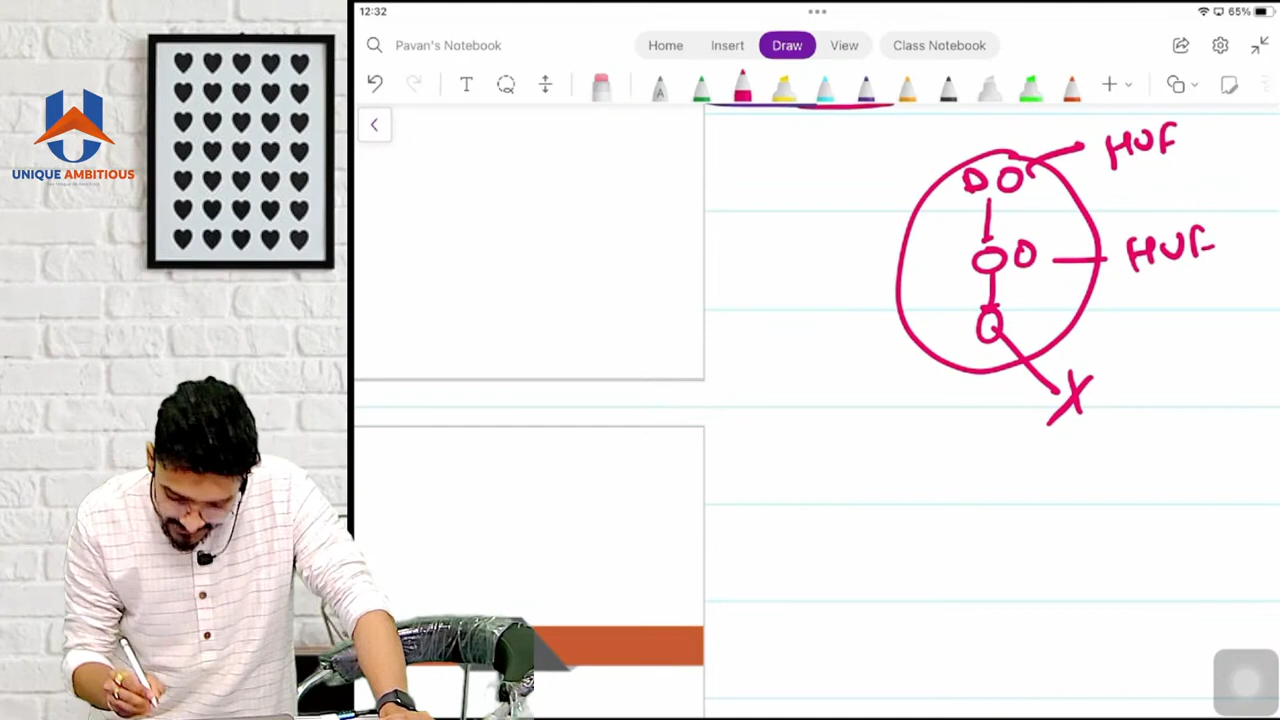 12:32
65%
Pavan's Notebook
Home
Insert
Draw
View
Class Notebook
T
A
UNIQUE AMBITIOUS
HUF
D O
HUF
X